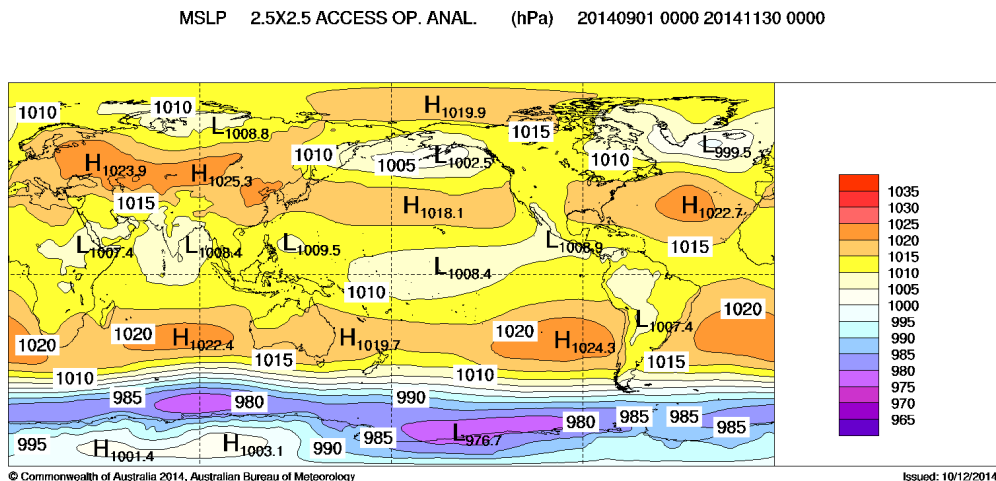 MSLP 2.5X2.5 ACCESS OP. ANAL. (hPa) 20140901 0000 20141130 0000
1010 1010 H1019.9
L1008.8 1015
1010 1005 L1002.5 1010 L999.5
H1023.9 H1025.3
1015 H1018.1 H1022.7
L1007.4 L1008.4 L1009.5 L1008.9 1015
L1008.4
1010
1020 1020 H1022.4 H1019.7 1020 H1024.3 L1007.4 1020
1015 1015
1010 1010
985 980 990
995 H1001.4 H1003.1 990 985 L976.7 980 985 985 985
1035
1030
1025
1020
1015
1010
1005
1000
995
990
985
980
975
970
965
© Commonwealth of Australia 2014, Australian Bureau of Meteorology Issued: 10/12/2014